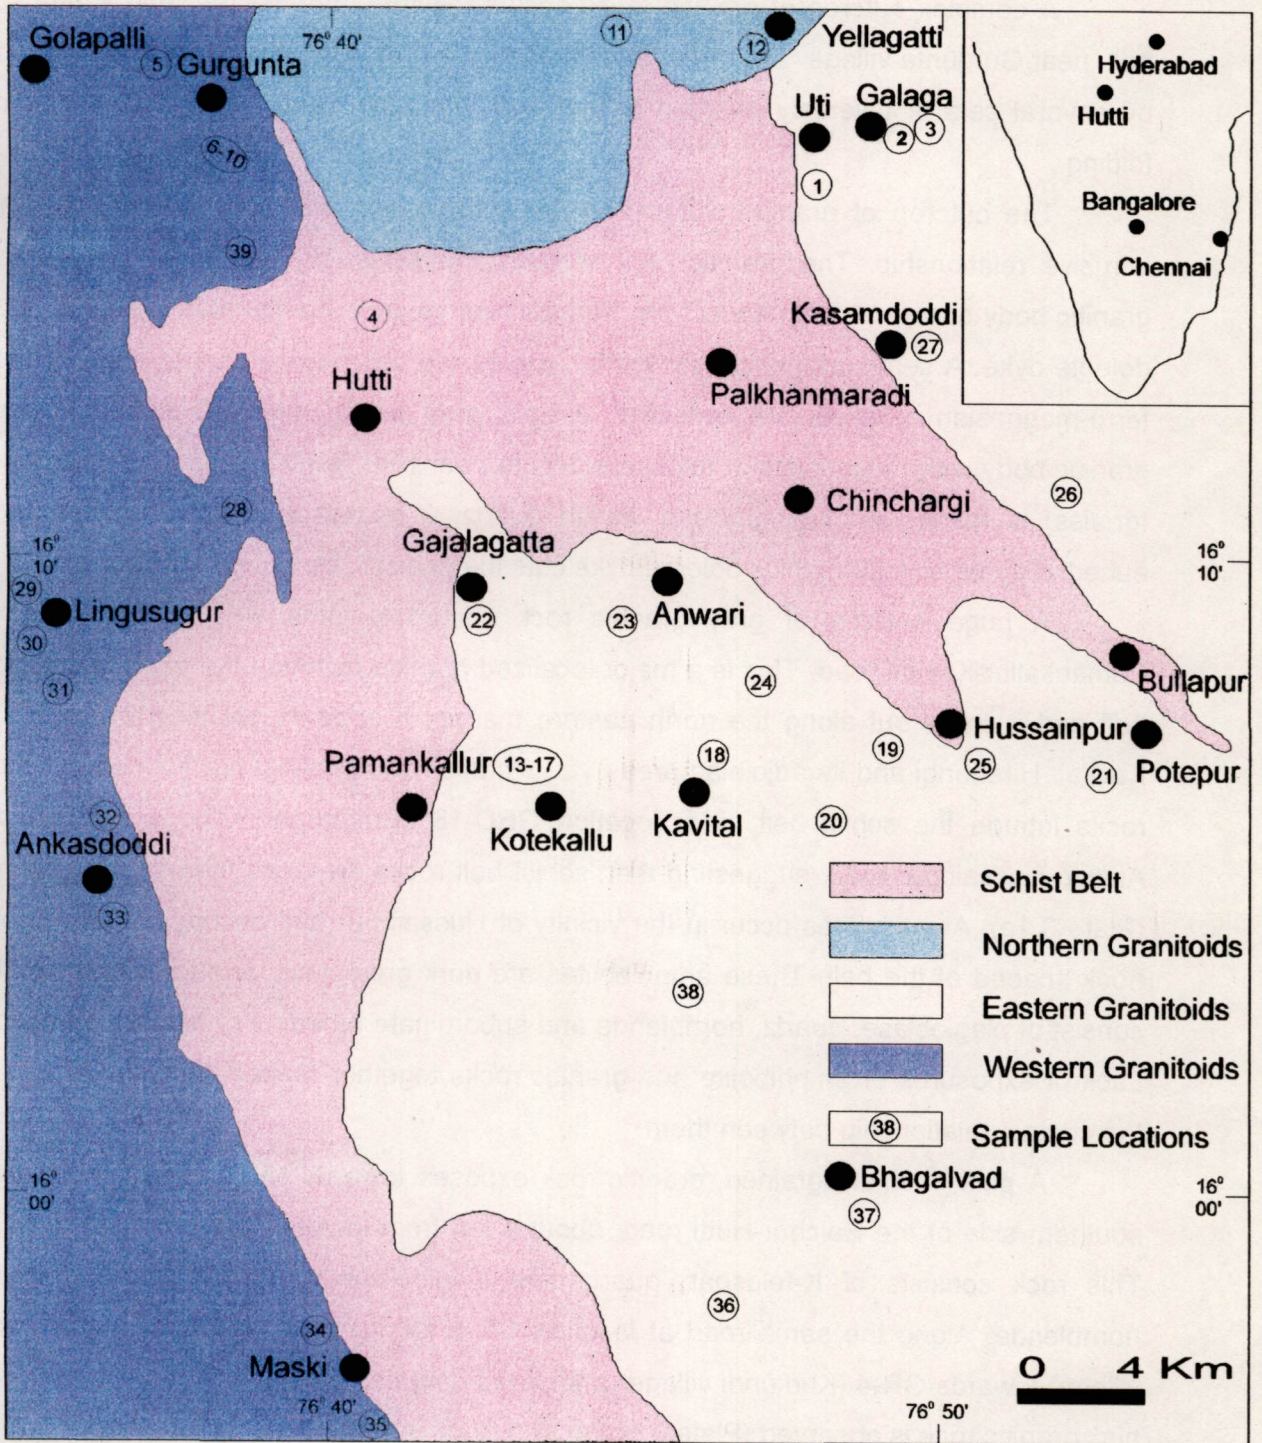 Golapalli
5
Gurgunta
76° 40'
11
12
Yellagatti
Hyderabad
Hutti
Bangalore
Chennai
Uti
Galaga
2
3
1
6-10
39
4
Hutti
Kasamdoddi
27
Palkhanmaradi
28
Chinchargi
26
16°
10'
16°
10'
Gajalagatta
29
Lingusugur
30
31
22
23
Anwari
24
Bullapur
Hussainpur
Potepur
Pamankallur
13-17
18
19
25
21
32
Ankasdoddi
33
Kotekallu
Kavital
20
Schist Belt
Northern Granitoids
Eastern Granitoids
Western Granitoids
38
Sample Locations
38
Bhagalvad
37
16°
00'
16°
00'
36
34
Maski
35
76° 40'
76° 50'
0 4 Km